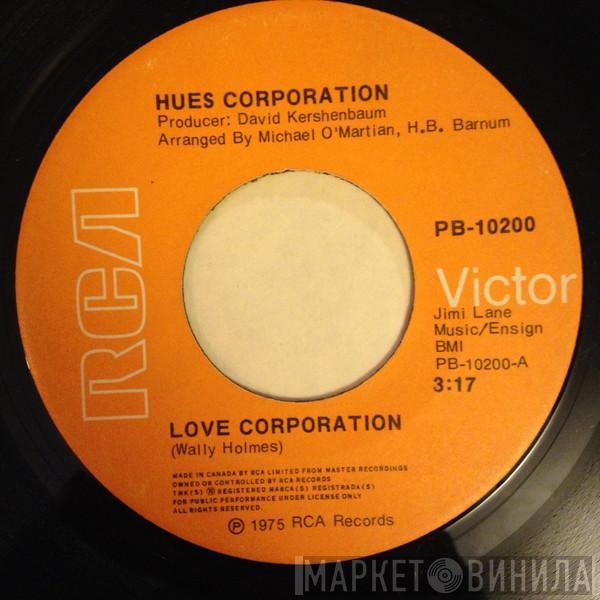 HUES CORPORATION
Producer: David Kershenbaum
Arranged By Michael O'Martian, H.B. Barnum
RCA
PB-10200
Victor
Jimi Lane
Music/Ensign
BMI
PB-10200-A
3:17
LOVE CORPORATION
(Wally Holmes)
MADE IN CANADA BY RCA LIMITED FROM MASTER RECORDINGS
OWNED OR CONTROLLED BY RCA RECORDS
TMK(S) ® REGISTERED MARCA(S) REGISTRADA(S)
FOR PUBLIC PERFORMANCE UNDER LICENSE ONLY
ALL RIGHTS RESERVED.
℗ 1975 RCA Records
МАРКЕТ ВИНИЛА